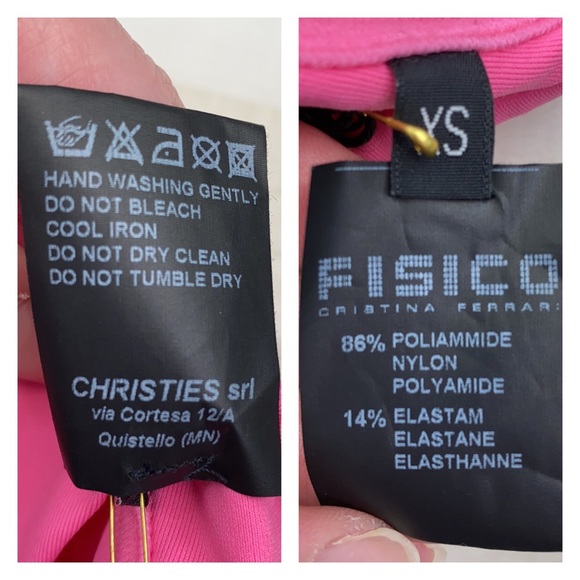 HAND WASHING GENTLY
DO NOT BLEACH
COOL IRON
DO NOT DRY CLEAN
DO NOT TUMBLE DRY
CHRISTIES srl
via Cortesa 12/A
Quistello (MN)
XS
FISICO
CRISTINA FERRARI
86% POLIAMMIDE
NYLON
POLYAMIDE
14% ELASTAM
ELASTANE
ELASTHANNE